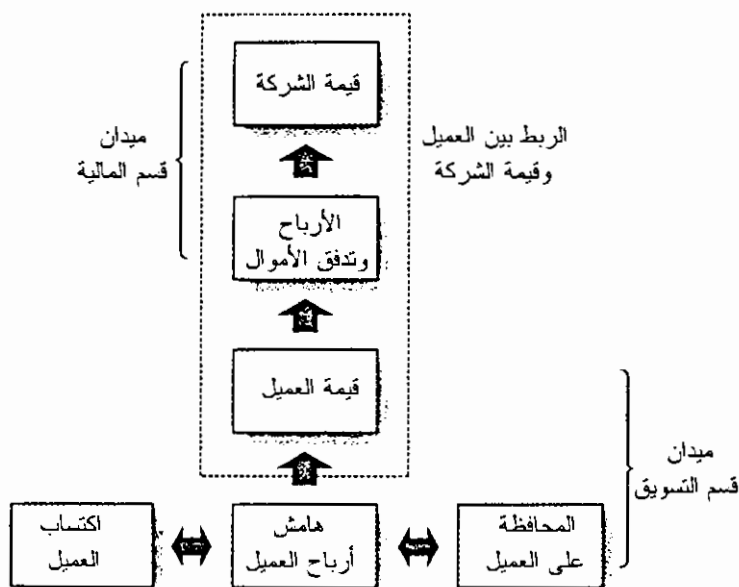 قيمة الشركة
ميدان
قسم المالية
الربط بين العميل
وقيمة الشركة
الأرباح
وتدفق الأموال
قيمة العميل
ميدان
قسم التسويق
المحافظة
على العميل
هامش
أرباح العميل
اكتساب
العميل